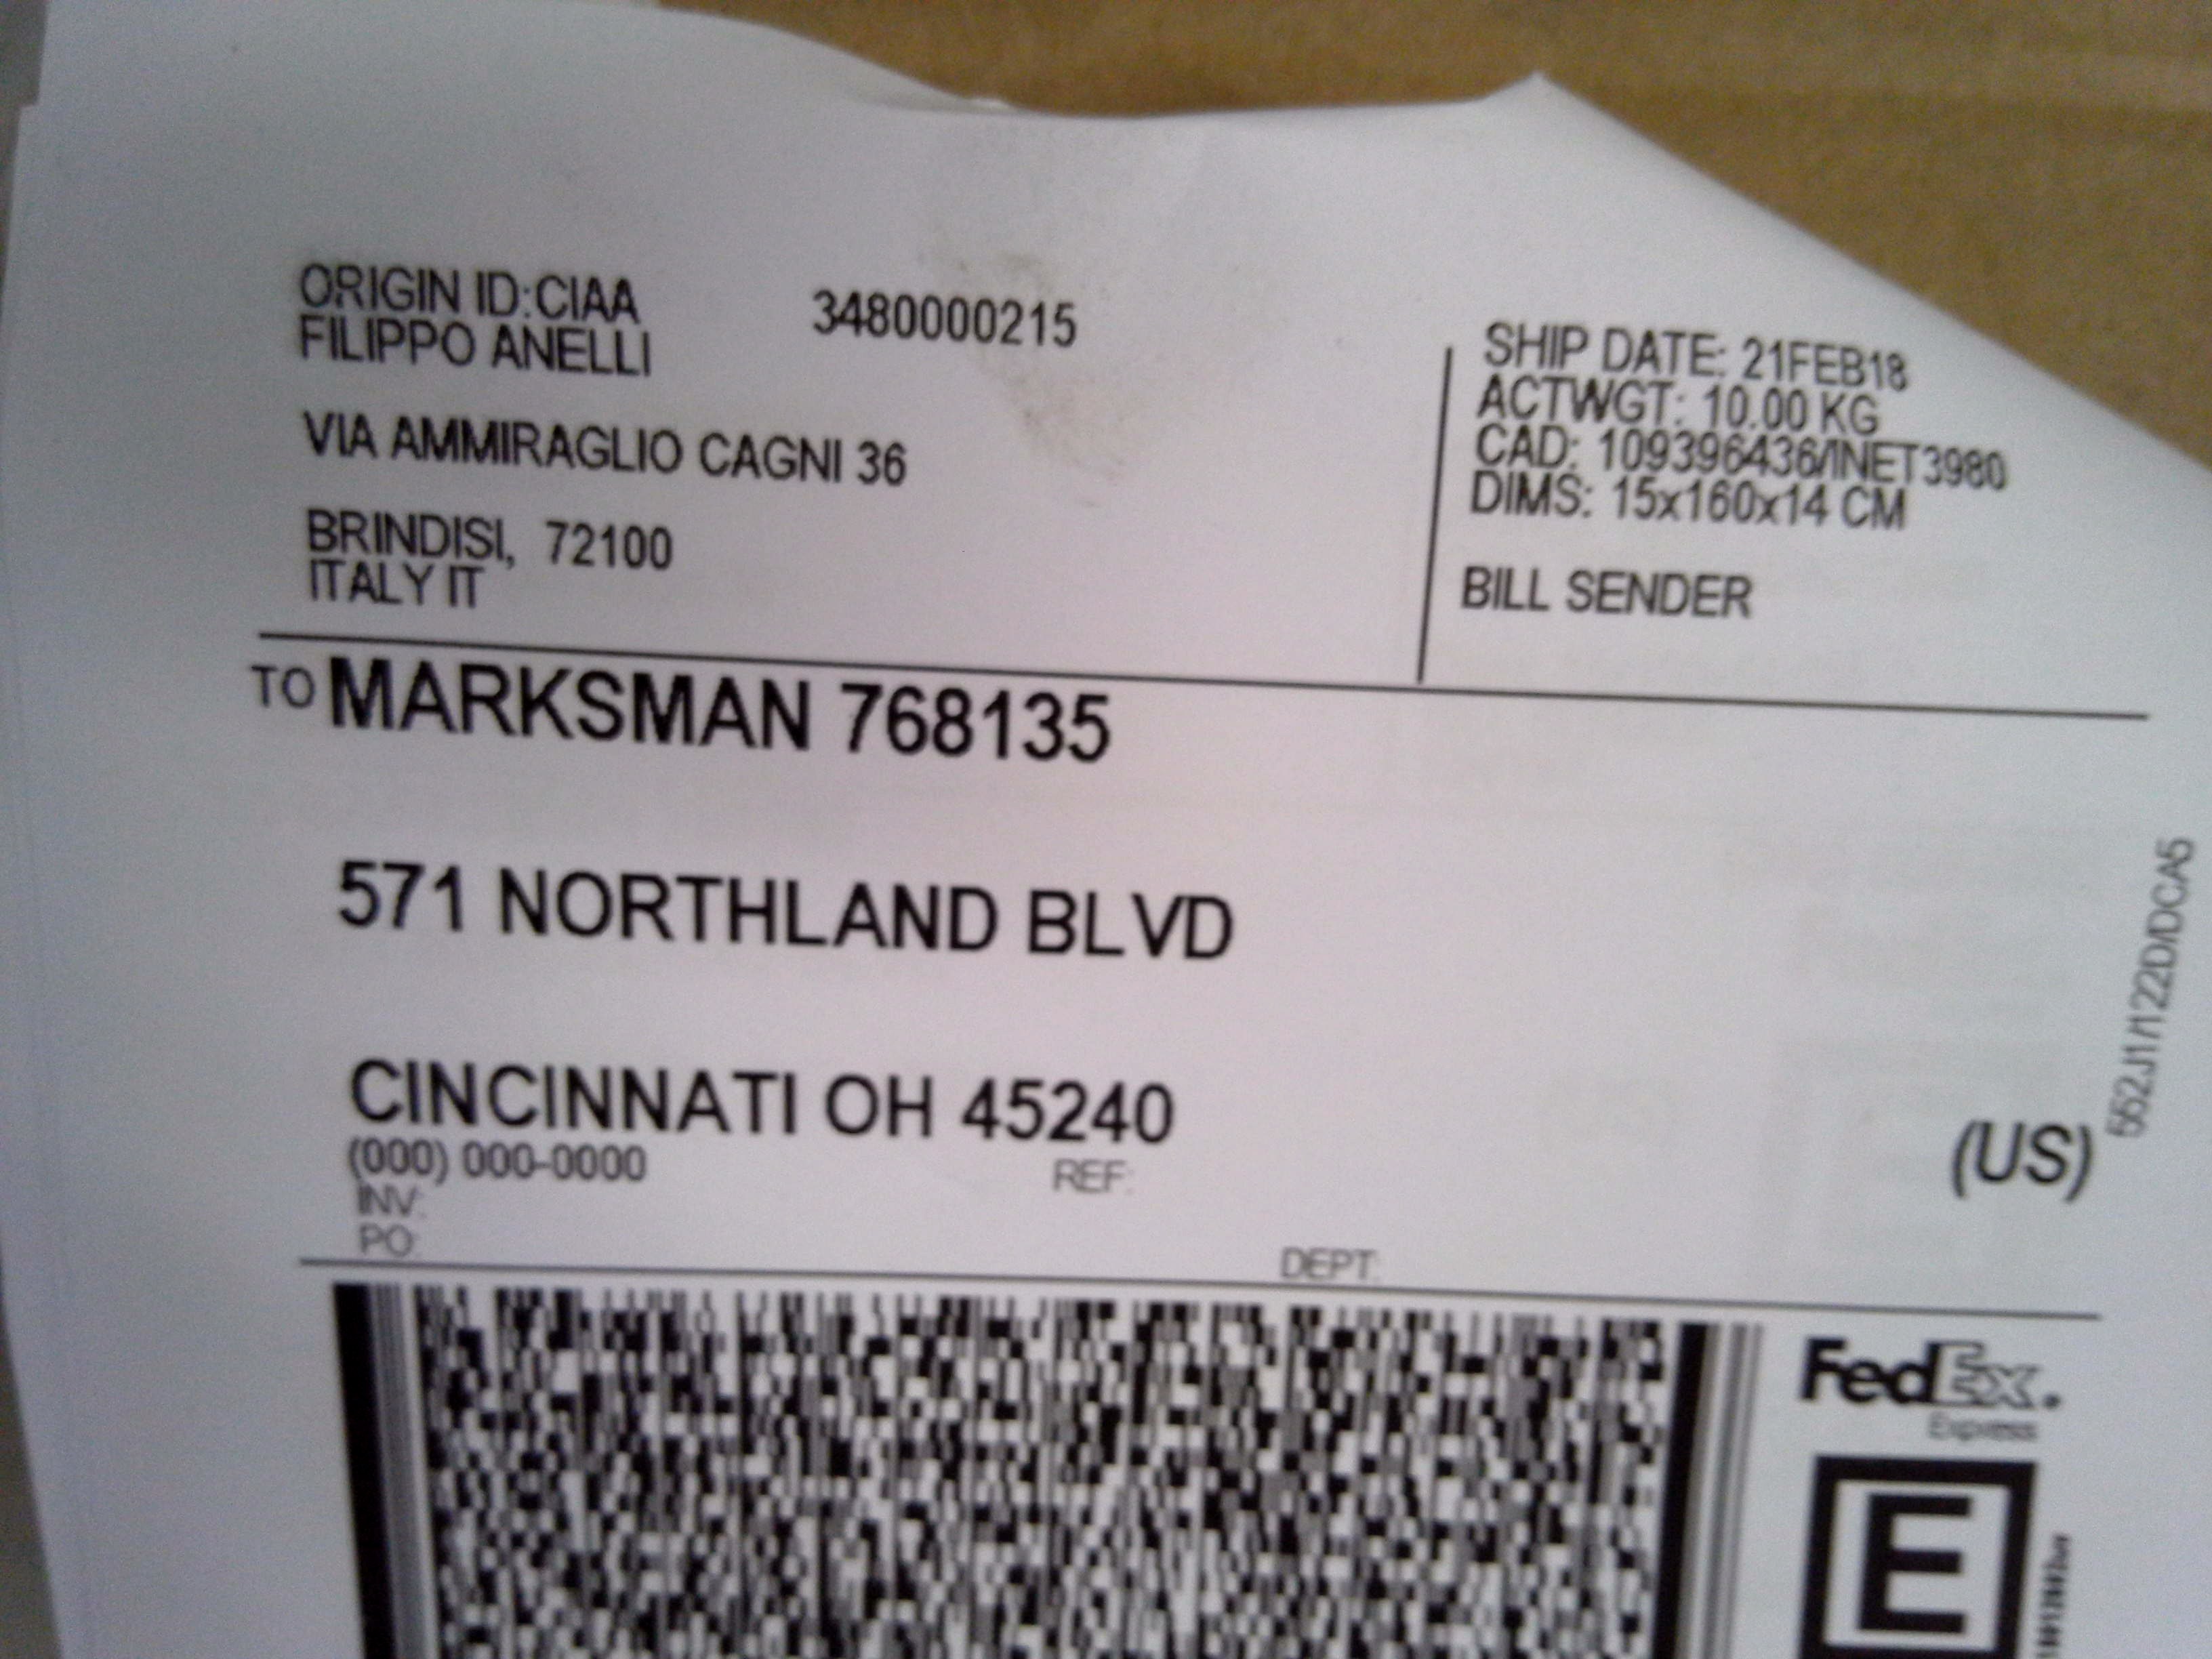 ORIGIN ID:CIAA 3480000215
FILIPPO ANELLI
VIA AMMIRAGLIO CAGNI 36
BRINDISI, 72100
ITALY IT
SHIP DATE: 21FEB18
ACTWGT: 10.00 KG
CAD: 109396436/INET3980
DIMS: 15x160x14 CM
BILL SENDER
TO MARKSMAN 768135
571 NORTHLAND BLVD
CINCINNATI OH 45240
(US)
(000) 000-0000 REF:
INV:
PO: DEPT:
552J1/122D/DCA5
FedEx.
Express
E